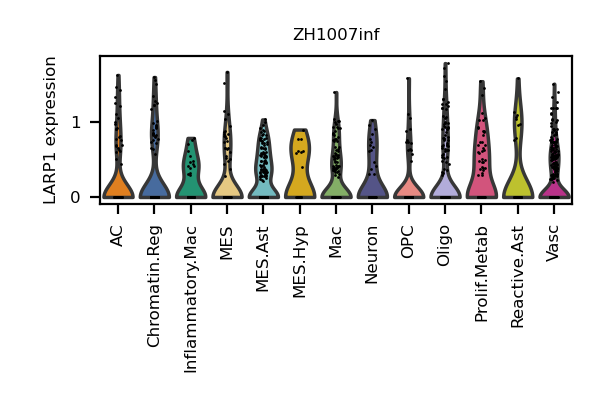 ZH1007inf
LARP1 expression
1
0
AC
Chromatin.Reg
Inflammatory.Mac
MES
MES.Ast
MES.Hyp
Mac
Neuron
OPC
Oligo
Prolif.Metab
Reactive.Ast
Vasc